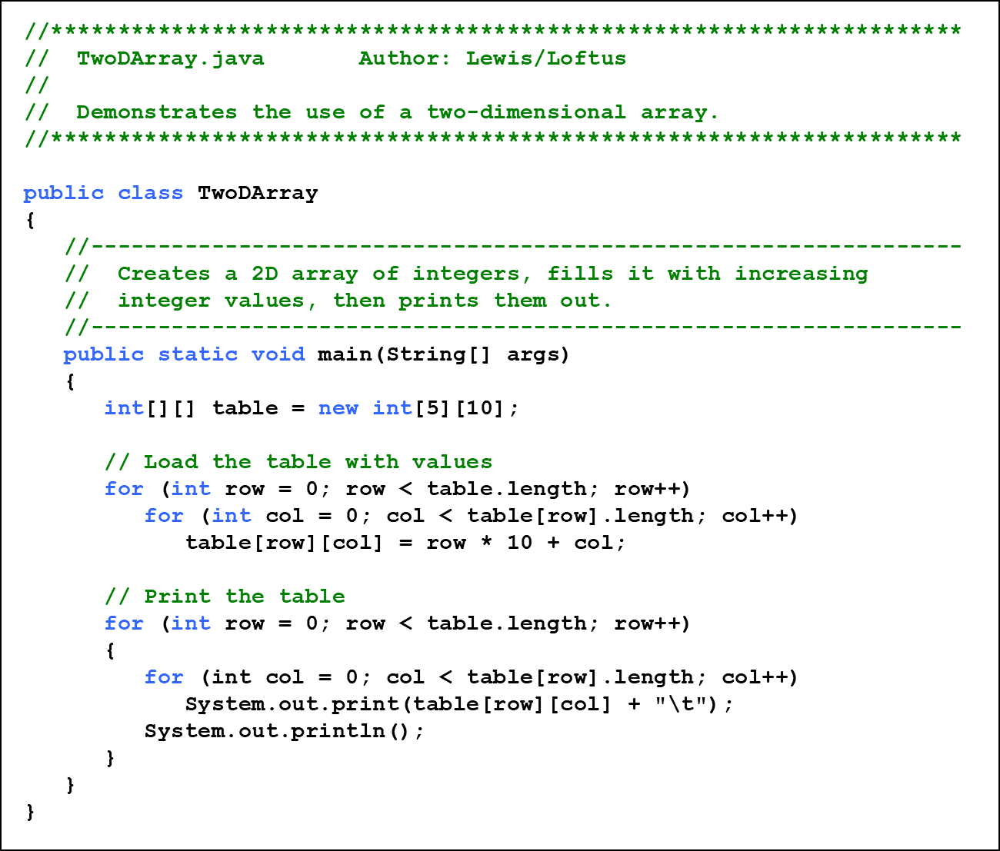 //********************************************************************
//  TwoDArray.java       Author: Lewis/Loftus
//
//  Demonstrates the use of a two-dimensional array.
//********************************************************************

public class TwoDArray
{
   //-----------------------------------------------------------------
   //  Creates a 2D array of integers, fills it with increasing
   //  integer values, then prints them out.
   //-----------------------------------------------------------------
   public static void main(String[] args)
   {
      int[][] table = new int[5][10];

      // Load the table with values
      for (int row = 0; row < table.length; row++)
         for (int col = 0; col < table[row].length; col++)
            table[row][col] = row * 10 + col;

      // Print the table
      for (int row = 0; row < table.length; row++)
      {
         for (int col = 0; col < table[row].length; col++)
            System.out.print(table[row][col] + "\t");
         System.out.println();
      }
   }
}